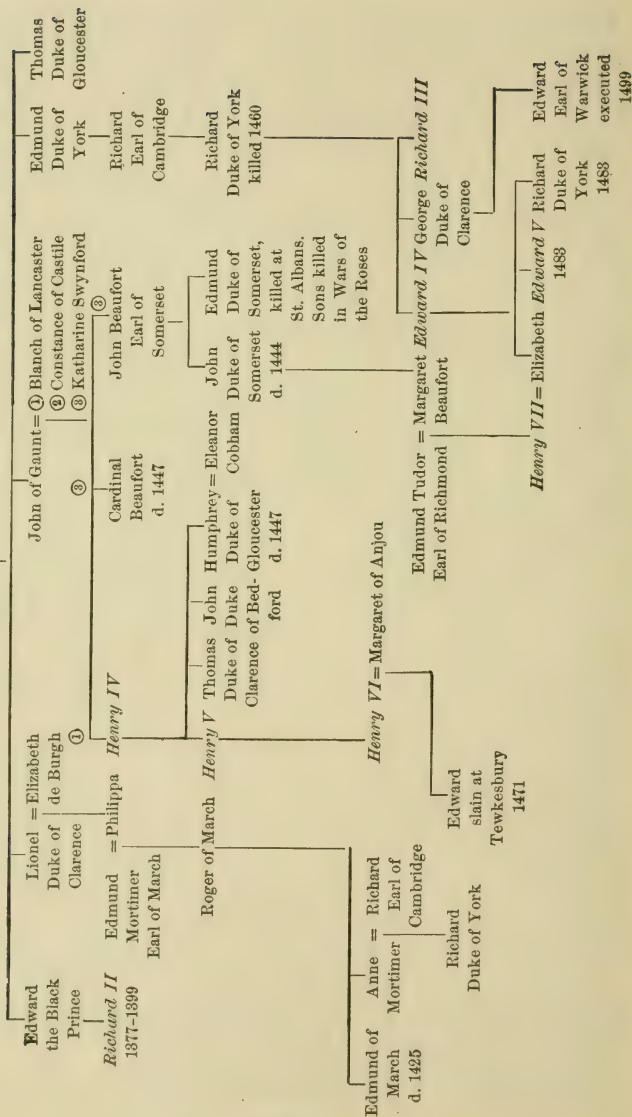 Edward
the Black
Prince
Richard II
1377–1399
Lionel = Elizabeth
Duke of de Burgh
Clarence
John of Gaunt = ① Blanch of Lancaster
② Constance of Castile
③ Katharine Swynford
Edmund
Duke of
York
Thomas
Duke of
Gloucester
Edmund = Philippa
Mortimer
Earl of March
①
Henry IV
③
Cardinal
Beaufort
d. 1447
③
John Beaufort
Earl of
Somerset
Richard
Earl of
Cambridge
Roger of March
Henry V
Thomas
Duke of
Clarence
John
Duke
of Bed-
ford
Humphrey = Eleanor
Duke of Cobham
Gloucester
d. 1447
John
Duke of
Somerset
d. 1444
Edmund
Duke of
Somerset,
killed at
St. Albans.
Sons killed
in Wars of
the Roses
Richard
Duke of York
killed 1460
Edmund of
March
d. 1425
Anne = Richard
Mortimer Earl of
Cambridge
Richard
Duke of York
Henry VI = Margaret of Anjou
Edward
slain at
Tewkesbury
1471
Edmund Tudor = Margaret
Earl of Richmond Beaufort
Edward IV
George
Duke of
Clarence
Richard III
Henry VII = Elizabeth
Edward V
1483
Richard
Duke of
York
1483
Edward
Earl of
Warwick
executed
1499